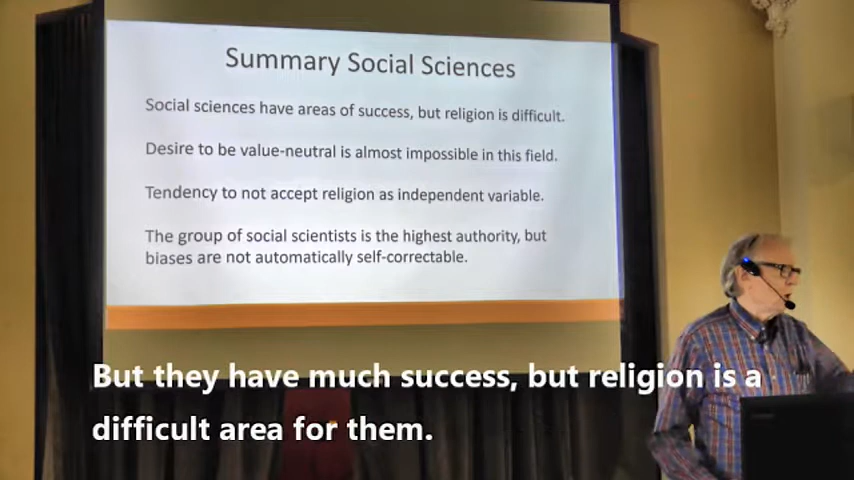 Summary Social Sciences
Social sciences have areas of success, but religion is difficult.
Desire to be value-neutral is almost impossible in this field.
Tendency to not accept religion as independent variable.
The group of social scientists is the highest authority, but
biases are not automatically self-correctable.
But they have much success, but religion is a
difficult area for them.